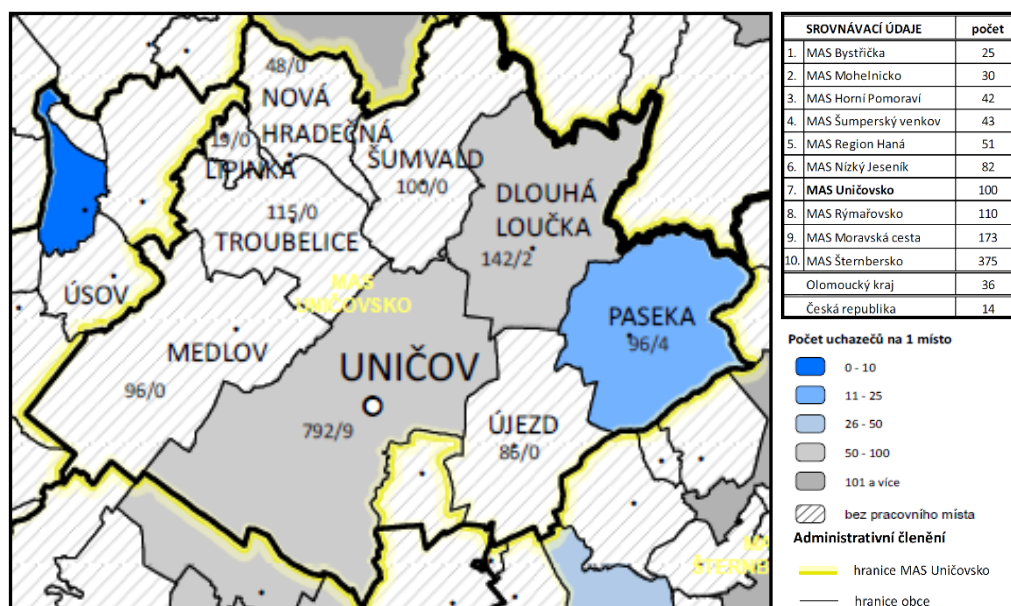 48/0
NOVÁ
HRADEČNÁ
19/0
LIPINKA
ŠUMVALD
100/0
DLOUHÁ
LOUČKA
142/2
115/0
TROUBELICE
MAS
UNIČOVSKO
ÚSOV
MEDLOV
96/0
PASEKA
96/4
UNIČOV
792/9
ÚJEZD
86/0
ŠTERNB
SROVNÁVACÍ ÚDAJE počet
1. MAS Bystřička 25
2. MAS Mohelnicko 30
3. MAS Horní Pomoraví 42
4. MAS Šumperský venkov 43
5. MAS Region Haná 51
6. MAS Nízký Jeseník 82
7. MAS Uničovsko 100
8. MAS Rýmařovsko 110
9. MAS Moravská cesta 173
10. MAS Šternbersko 375
Olomoucký kraj 36
Česká republika 14
Počet uchazečů na 1 místo
0 - 10
11 - 25
26 - 50
50 - 100
101 a více
bez pracovního místa
Administrativní členění
hranice MAS Uničovsko
hranice obce